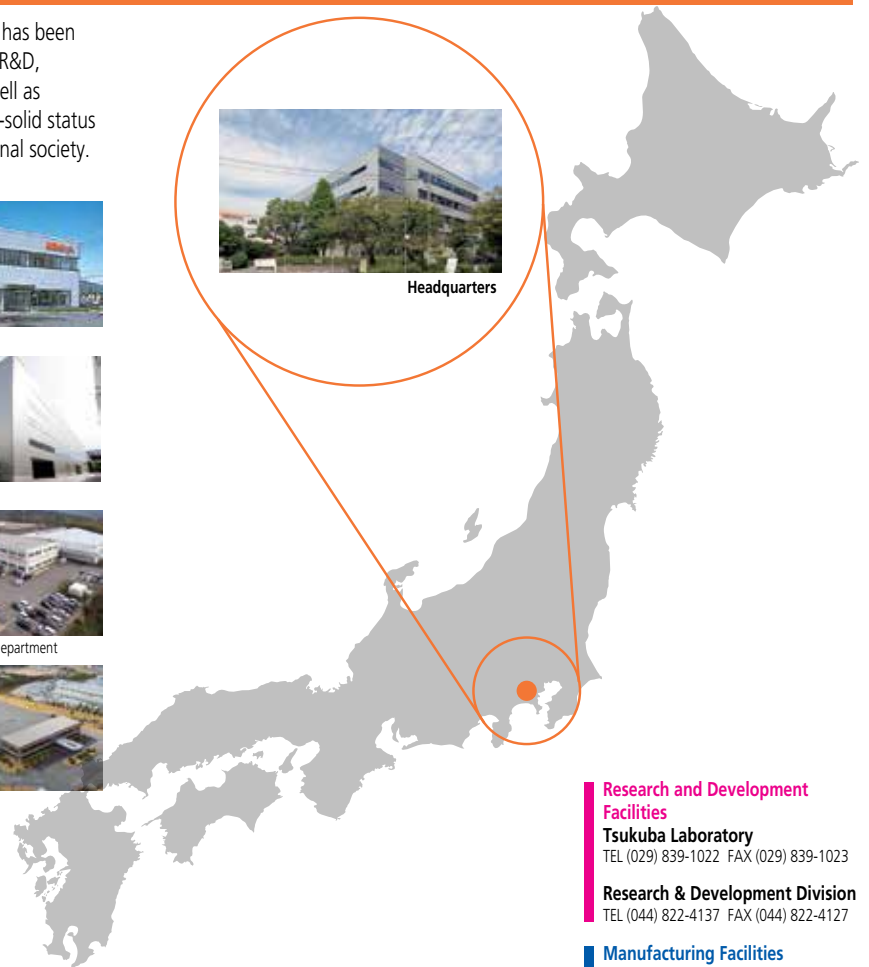 has been
R&D,
ell as
-solid status
nal society.
Headquarters
epartment
Research and Development
Facilities
Tsukuba Laboratory
TEL (029) 839-1022 FAX (029) 839-1023
Research & Development Division
TEL (044) 822-4137 FAX (044) 822-4127
Manufacturing Facilities